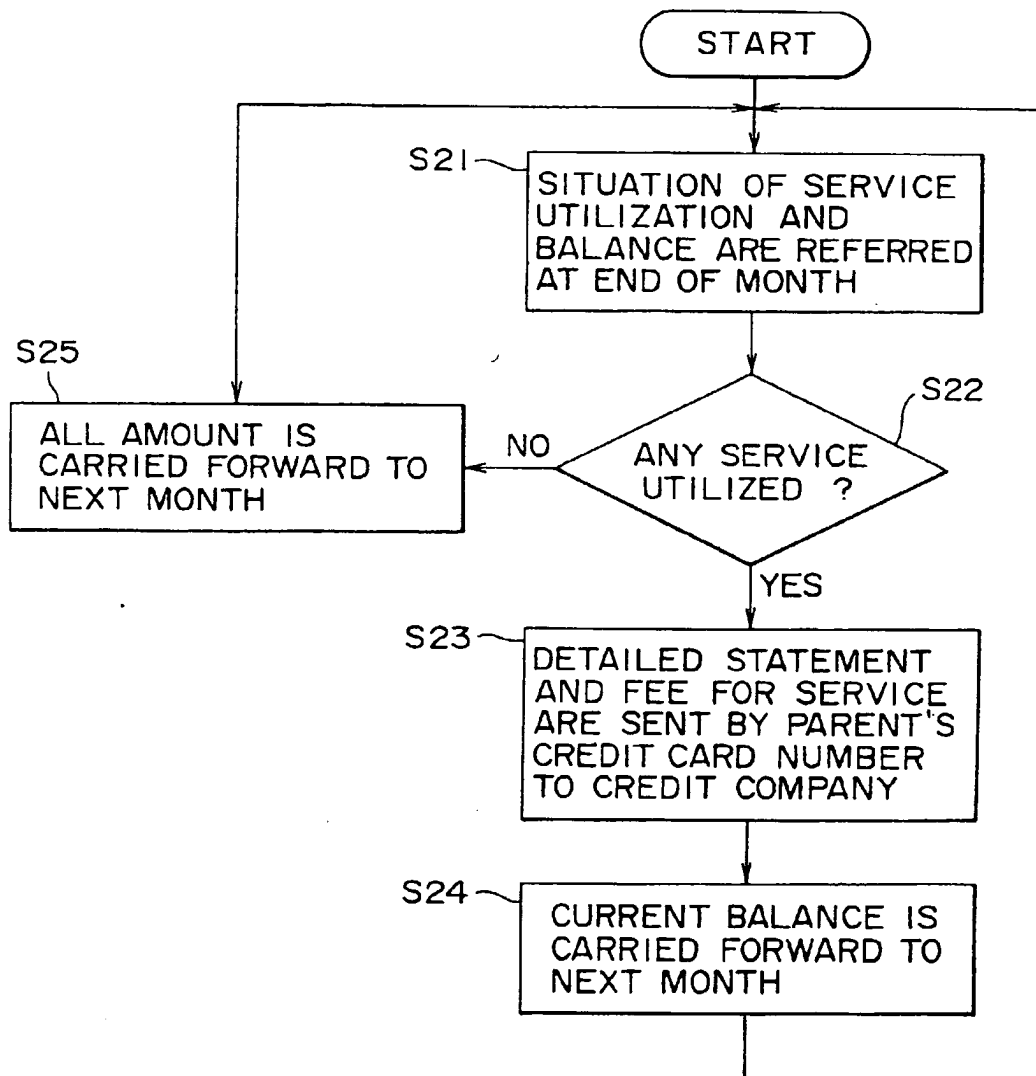 START
S21
SITUATION OF SERVICE
UTILIZATION AND
BALANCE ARE REFERRED
AT END OF MONTH
S25
ALL AMOUNT IS
CARRIED FORWARD TO
NEXT MONTH
NO
S22
ANY SERVICE
UTILIZED ?
YES
S23
DETAILED STATEMENT
AND FEE FOR SERVICE
ARE SENT BY PARENT'S
CREDIT CARD NUMBER
TO CREDIT COMPANY
S24
CURRENT BALANCE IS
CARRIED FORWARD TO
NEXT MONTH